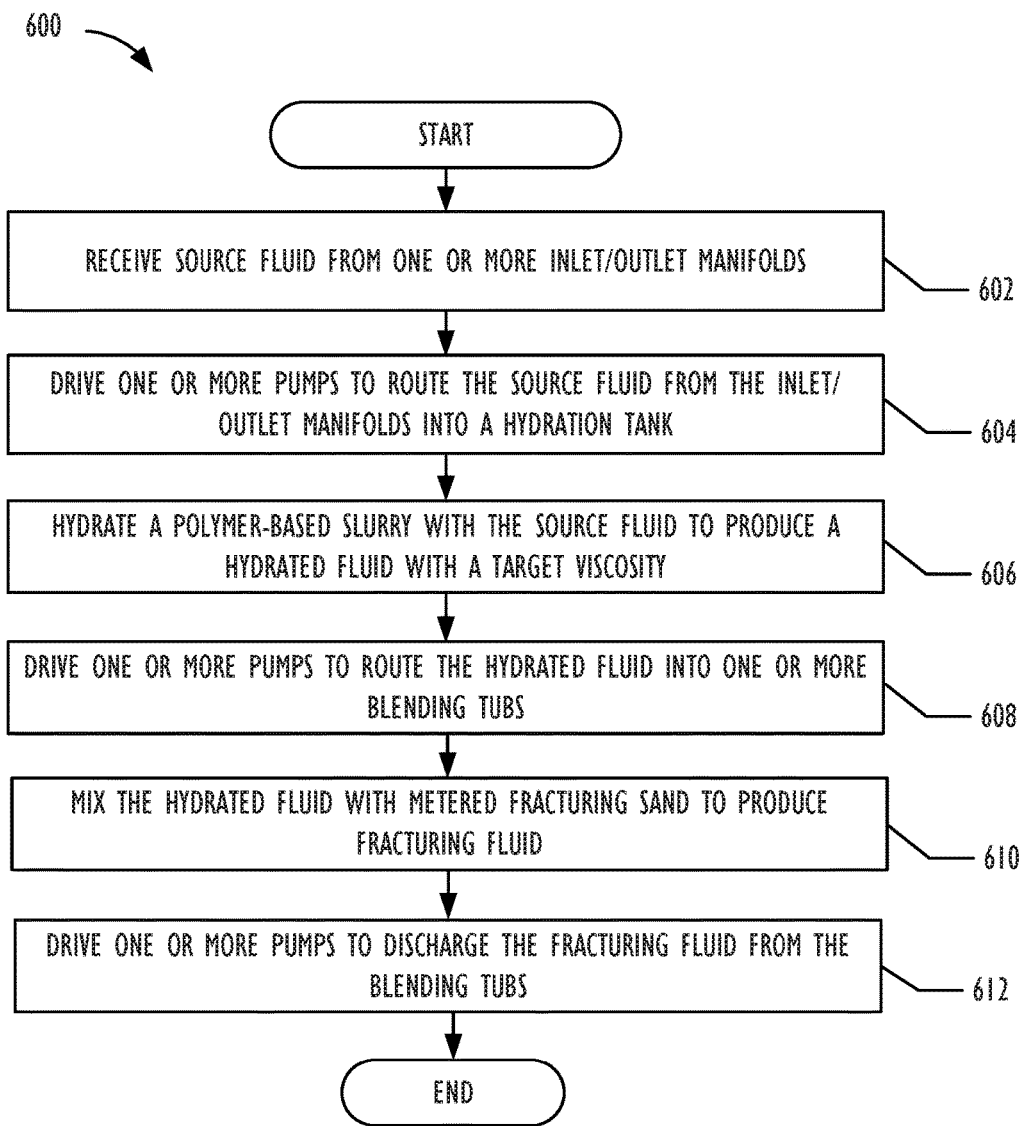 600
START
RECEIVE SOURCE FLUID FROM ONE OR MORE INLET/OUTLET MANIFOLDS
602
DRIVE ONE OR MORE PUMPS TO ROUTE THE SOURCE FLUID FROM THE INLET/
OUTLET MANIFOLDS INTO A HYDRATION TANK
604
HYDRATE A POLYMER-BASED SLURRY WITH THE SOURCE FLUID TO PRODUCE A
HYDRATED FLUID WITH A TARGET VISCOSITY
606
DRIVE ONE OR MORE PUMPS TO ROUTE THE HYDRATED FLUID INTO ONE OR MORE
BLENDING TUBS
608
MIX THE HYDRATED FLUID WITH METERED FRACTURING SAND TO PRODUCE
FRACTURING FLUID
610
DRIVE ONE OR MORE PUMPS TO DISCHARGE THE FRACTURING FLUID FROM THE
BLENDING TUBS
612
END